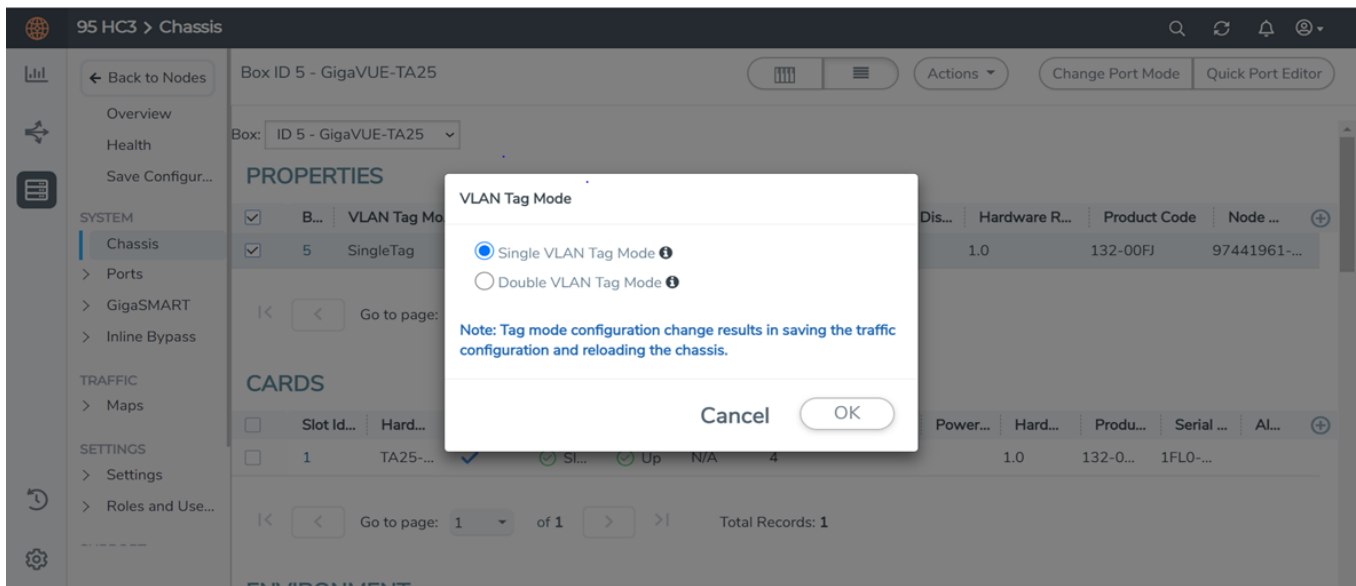 95 HC3 > Chassis
← Back to Nodes
Overview
Health
Save Configur...
SYSTEM
Chassis
> Ports
> GigaSMART
> Inline Bypass
TRAFFIC
> Maps
SETTINGS
> Settings
> Roles and Use...
Box ID 5 - GigaVUE-TA25
Actions
Change Port Mode
Quick Port Editor
Box: ID 5 - GigaVUE-TA25
PROPERTIES
B... VLAN Tag Mo Dis... Hardware R... Product Code Node ...
5 SingleTag 1.0 132-00FJ 97441961-...
Go to page:
VLAN Tag Mode
Single VLAN Tag Mode
Double VLAN Tag Mode
Note: Tag mode configuration change results in saving the traffic
configuration and reloading the chassis.
Cancel OK
CARDS
Slot Id... Hard... Power... Hard... Produ... Serial ... Al...
1 TA25-... Sl... Up N/A 4 1.0 132-0... 1FL0-...
Go to page: 1 of 1 Total Records: 1